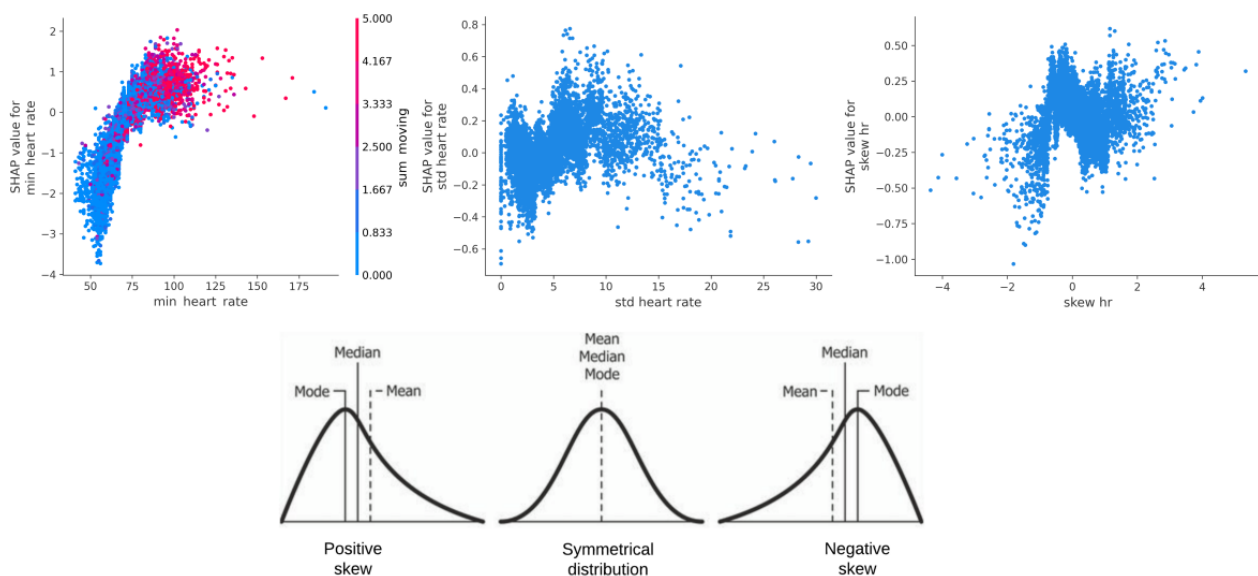 2
1
0
−1
−2
−3
−4
SHAP value for
min heart rate
50
75
100
125
150
175
min heart rate
5.000
4.167
3.333
2.500
1.667
0.833
0.000
sum moving
0.8
0.6
0.4
0.2
0.0
−0.2
−0.4
−0.6
SHAP value for
std heart rate
0
5
10
15
20
25
30
std heart rate
0.50
0.25
0.00
−0.25
−0.50
−0.75
−1.00
SHAP value for
skew hr
−4
−2
0
2
4
skew hr
Median
Mode
Mean
Positive
skew
Mean
Median
Mode
Symmetrical
distribution
Median
Mean
Mode
Negative
skew